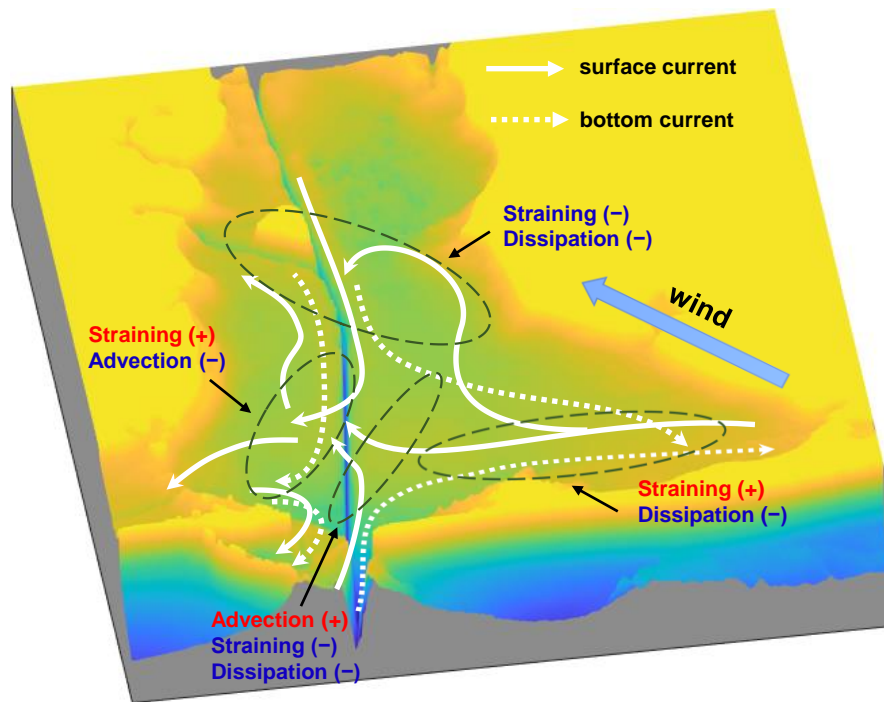 surface current
bottom current
Straining (−)
Dissipation (−)
wind
Straining (+)
Advection (−)
Straining (+)
Dissipation (−)
Advection (+)
Straining (−)
Dissipation (−)